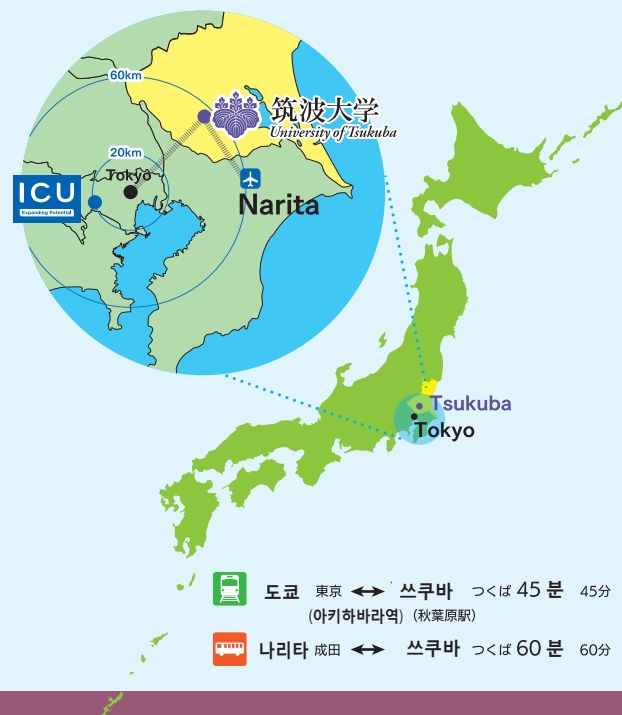 60km
筑波大学
University of Tsukuba
20km
Tokyo
ICU
Expanding Potential
Narita
Tsukuba
Tokyo
도쿄 東京 ↔ 쓰쿠바 つくば 45 분 45分
(아키하바라역) (秋葉原駅)
나리타 成田 ↔ 쓰쿠바 つくば 60 분 60分